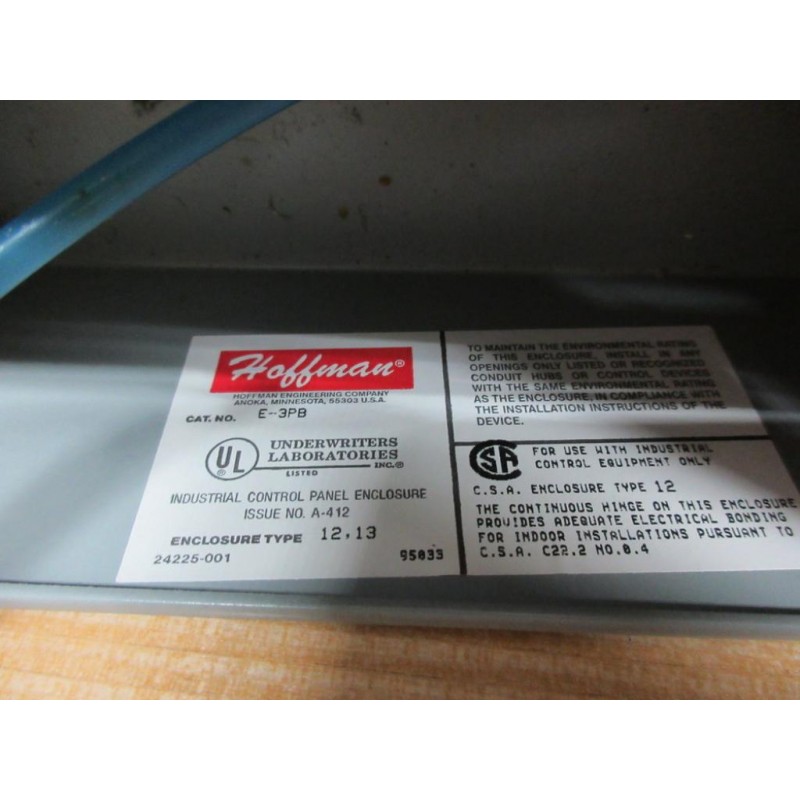 Hoffman®
HOFFMAN ENGINEERING COMPANY
ANOKA, MINNESOTA, 55303 U.S.A.
CAT. NO. E-3PB
UL
UNDERWRITERS
LABORATORIES
INC.®
LISTED
INDUSTRIAL CONTROL PANEL ENCLOSURE
ISSUE NO. A-412
ENCLOSURE TYPE 12,13
24225-001 95033
TO MAINTAIN THE ENVIRONMENTAL RATING
OF THIS ENCLOSURE, INSTALL IN ANY
OPENINGS ONLY LISTED OR RECOGNIZED
CONDUIT HUBS OR CONTROL DEVICES
WITH THE SAME ENVIRONMENTAL RATING
AS THE ENCLOSURE, IN COMPLIANCE WITH
THE INSTALLATION INSTRUCTIONS OF THE
DEVICE.
CSA
FOR USE WITH INDUSTRIAL
CONTROL EQUIPMENT ONLY
C.S.A. ENCLOSURE TYPE 12
THE CONTINUOUS HINGE ON THIS ENCLOSURE
PROVIDES ADEQUATE ELECTRICAL BONDING
FOR INDOOR INSTALLATIONS PURSUANT TO
C.S.A. C22.2 NO.0.4